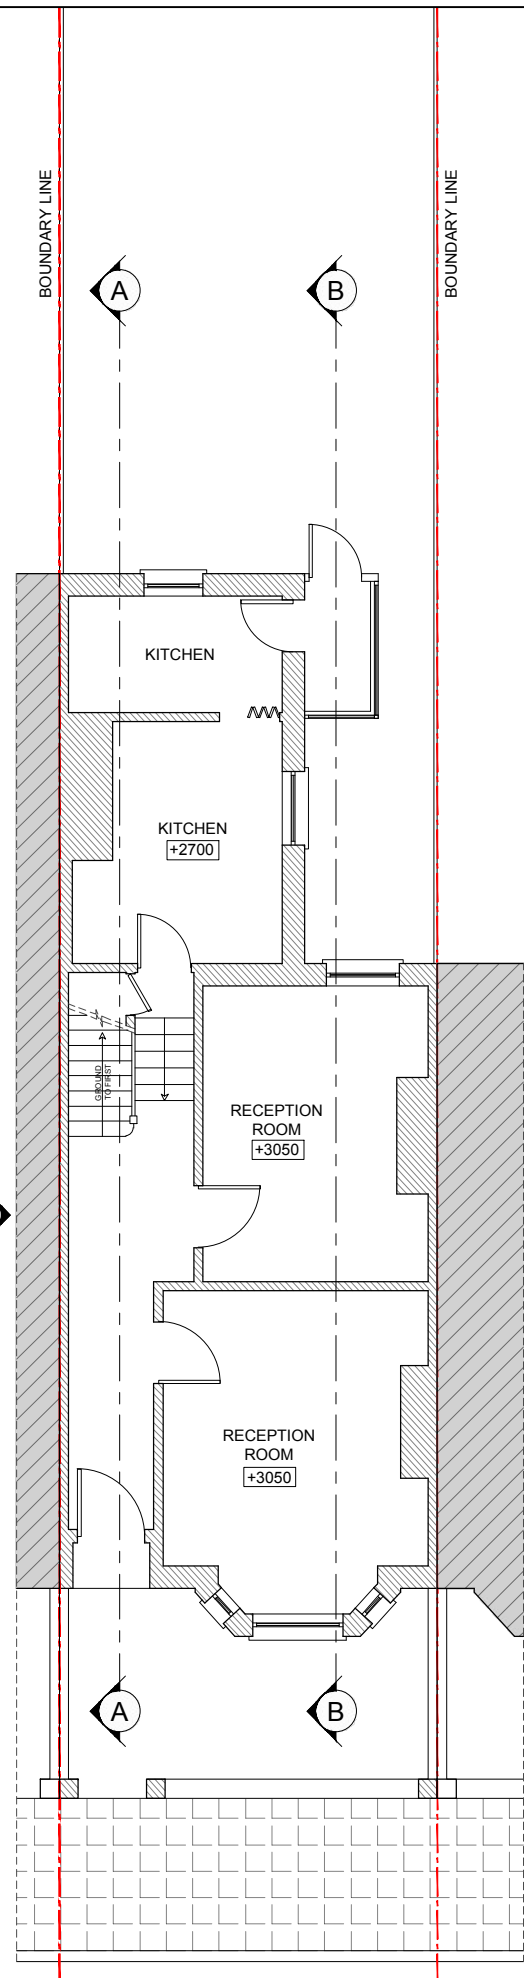 BOUNDARY LINE
BOUNDARY LINE
A
B
KITCHEN
KITCHEN
+2700
GROUND
TO FIRST
RECEPTION
ROOM
+3050
RECEPTION
ROOM
+3050
A
B